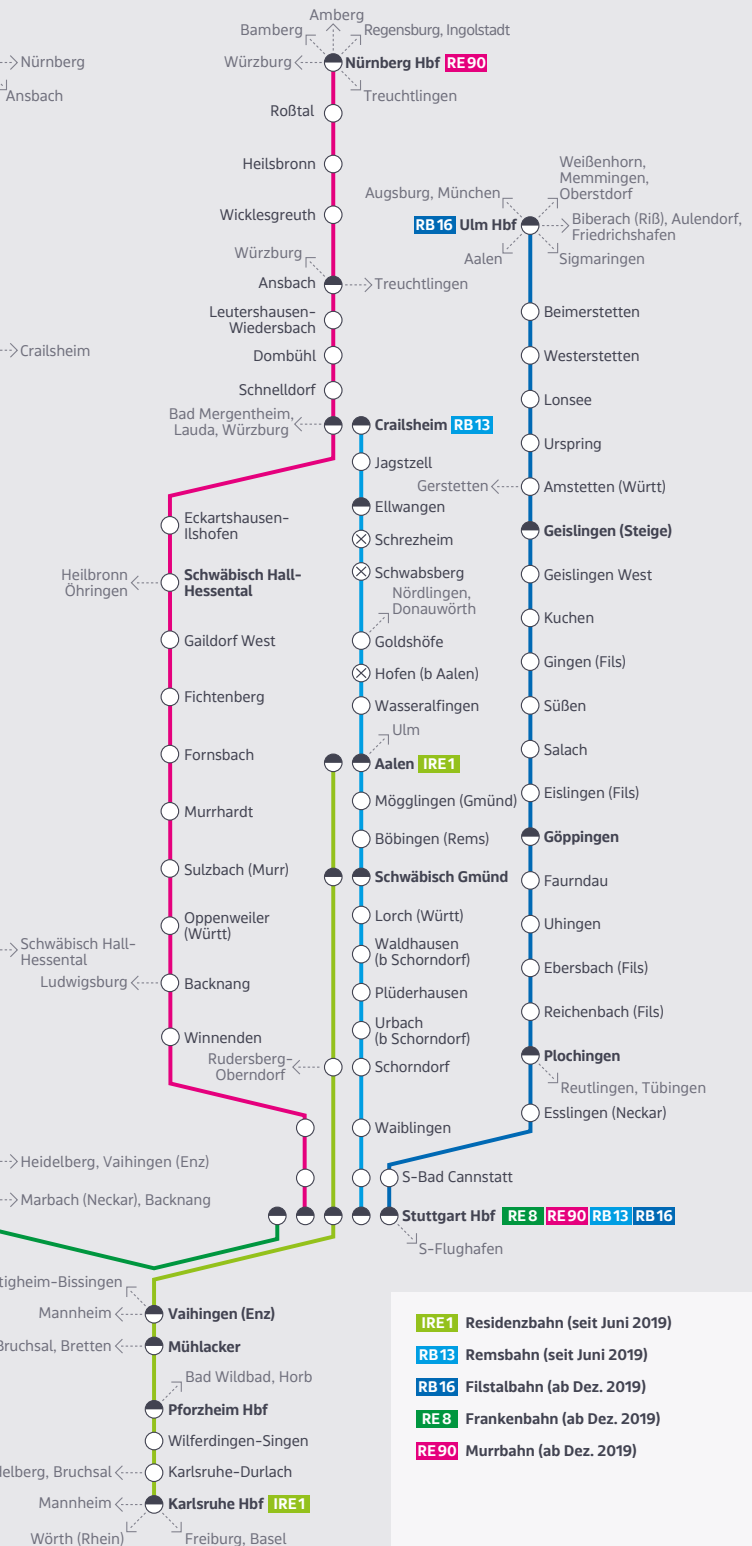 Amberg
Bamberg
Regensburg, Ingolstadt
Nürnberg
Würzburg
Nürnberg Hbf RE90
Ansbach
Treuchtlingen
Roßtal
Heilsbronn
Wicklesgreuth
Würzburg
Ansbach
Treuchtlingen
Leutershausen-
Wiedersbach
Crailsheim
Dombühl
Schnelldorf
Bad Mergentheim,
Lauda, Würzburg
Eckartshausen-
Ilshofen
Heilbronn
Öhringen
Schwäbisch Hall-
Hessental
Gaildorf West
Fichtenberg
Fornsbach
Murrhardt
Sulzbach (Murr)
Oppenweiler
(Württ)
Schwäbisch Hall-
Hessental
Ludwigsburg
Backnang
Winnenden
Crailsheim RB13
Jagstzell
Ellwangen
Schrezheim
Schwabsberg
Nördlingen,
Donauwörth
Goldshöfe
Hofen (b Aalen)
Wasseralfingen
Ulm
Aalen IRE1
Mögglingen (Gmünd)
Böbingen (Rems)
Schwäbisch Gmünd
Lorch (Württ)
Waldhausen
(b Schorndorf)
Plüderhausen
Urbach
(b Schorndorf)
Rudersberg-
Oberndorf
Schorndorf
Waiblingen
Weißenhorn,
Memmingen,
Oberstdorf
Augsburg, München
RB16 Ulm Hbf
Biberach (Riß), Aulendorf,
Friedrichshafen
Aalen
Sigmaringen
Beimerstetten
Westerstetten
Lonsee
Urspring
Gerstetten
Amstetten (Württ)
Geislingen (Steige)
Geislingen West
Kuchen
Gingen (Fils)
Süßen
Salach
Eislingen (Fils)
Göppingen
Faurndau
Uhingen
Ebersbach (Fils)
Reichenbach (Fils)
Plochingen
Reutlingen, Tübingen
Esslingen (Neckar)
Heidelberg, Vaihingen (Enz)
S-Bad Cannstatt
Marbach (Neckar), Backnang
Stuttgart Hbf RE8 RE90 RB13 RB16
S-Flughafen
tigheim-Bissingen
Mannheim
Vaihingen (Enz)
Bruchsal, Bretten
Mühlacker
Bad Wildbad, Horb
Pforzheim Hbf
Wilferdingen-Singen
elberg, Bruchsal
Karlsruhe-Durlach
Mannheim
Karlsruhe Hbf IRE1
Wörth (Rhein)
Freiburg, Basel
IRE1 Residenzbahn (seit Juni 2019)
RB13 Remsbahn (seit Juni 2019)
RB16 Filstalbahn (ab Dez. 2019)
RE8 Frankenbahn (ab Dez. 2019)
RE90 Murrbahn (ab Dez. 2019)